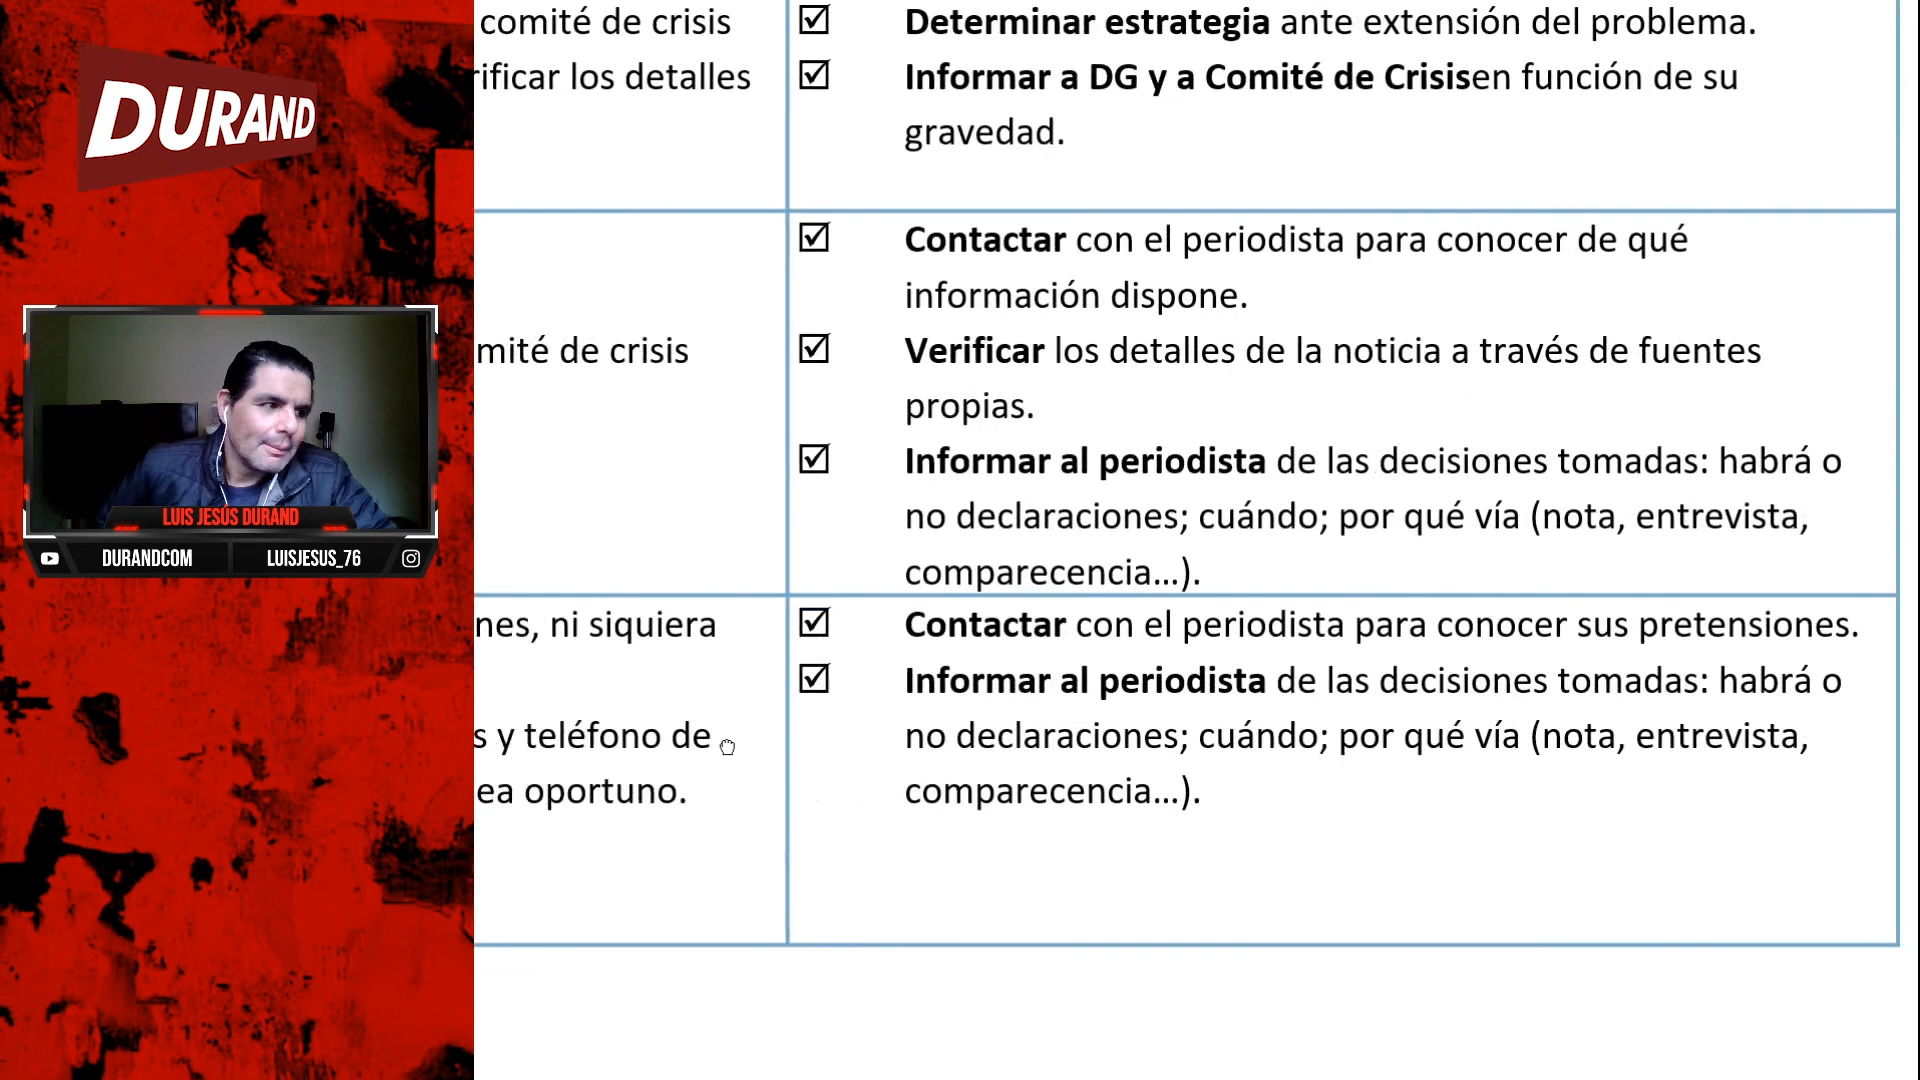 DURAND
LUIS JESÚS DURAND
DURANDCOM
LUISJESUS_76
comité de crisis
rificar los detalles
mité de crisis
nes, ni siquiera
s y teléfono de
ea oportuno.
Determinar estrategia ante extensión del problema.
Informar a DG y a Comité de Crisisen función de su
gravedad.
Contactar con el periodista para conocer de qué
información dispone.
Verificar los detalles de la noticia a través de fuentes
propias.
Informar al periodista de las decisiones tomadas: habrá o
no declaraciones; cuándo; por qué vía (nota, entrevista,
comparecencia...).
Contactar con el periodista para conocer sus pretensiones.
Informar al periodista de las decisiones tomadas: habrá o
no declaraciones; cuándo; por qué vía (nota, entrevista,
comparecencia...).